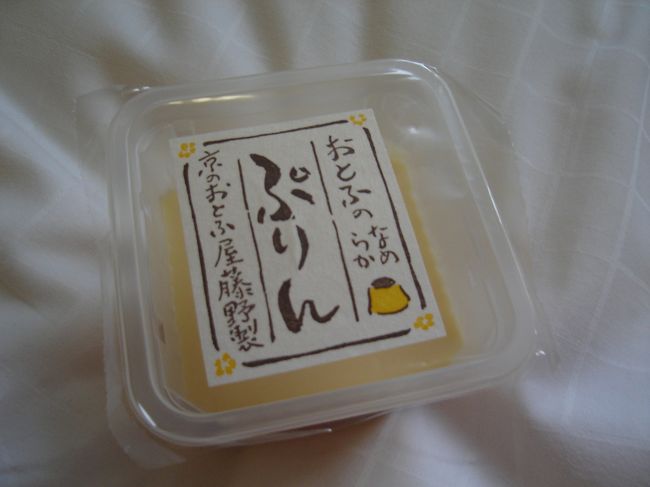 おとふの
なめ
らか
ぷりん
京のおとふ屋藤野製